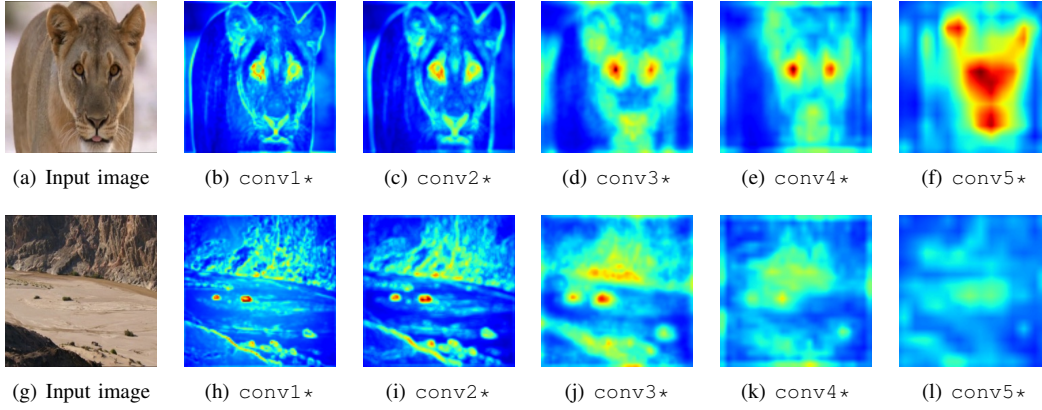 (a) Input image (b) conv1⋆ (c) conv2⋆ (d) conv3⋆ (e) conv4⋆ (f) conv5⋆
(g) Input image (h) conv1⋆ (i) conv2⋆ (j) conv3⋆ (k) conv4⋆ (l) conv5⋆